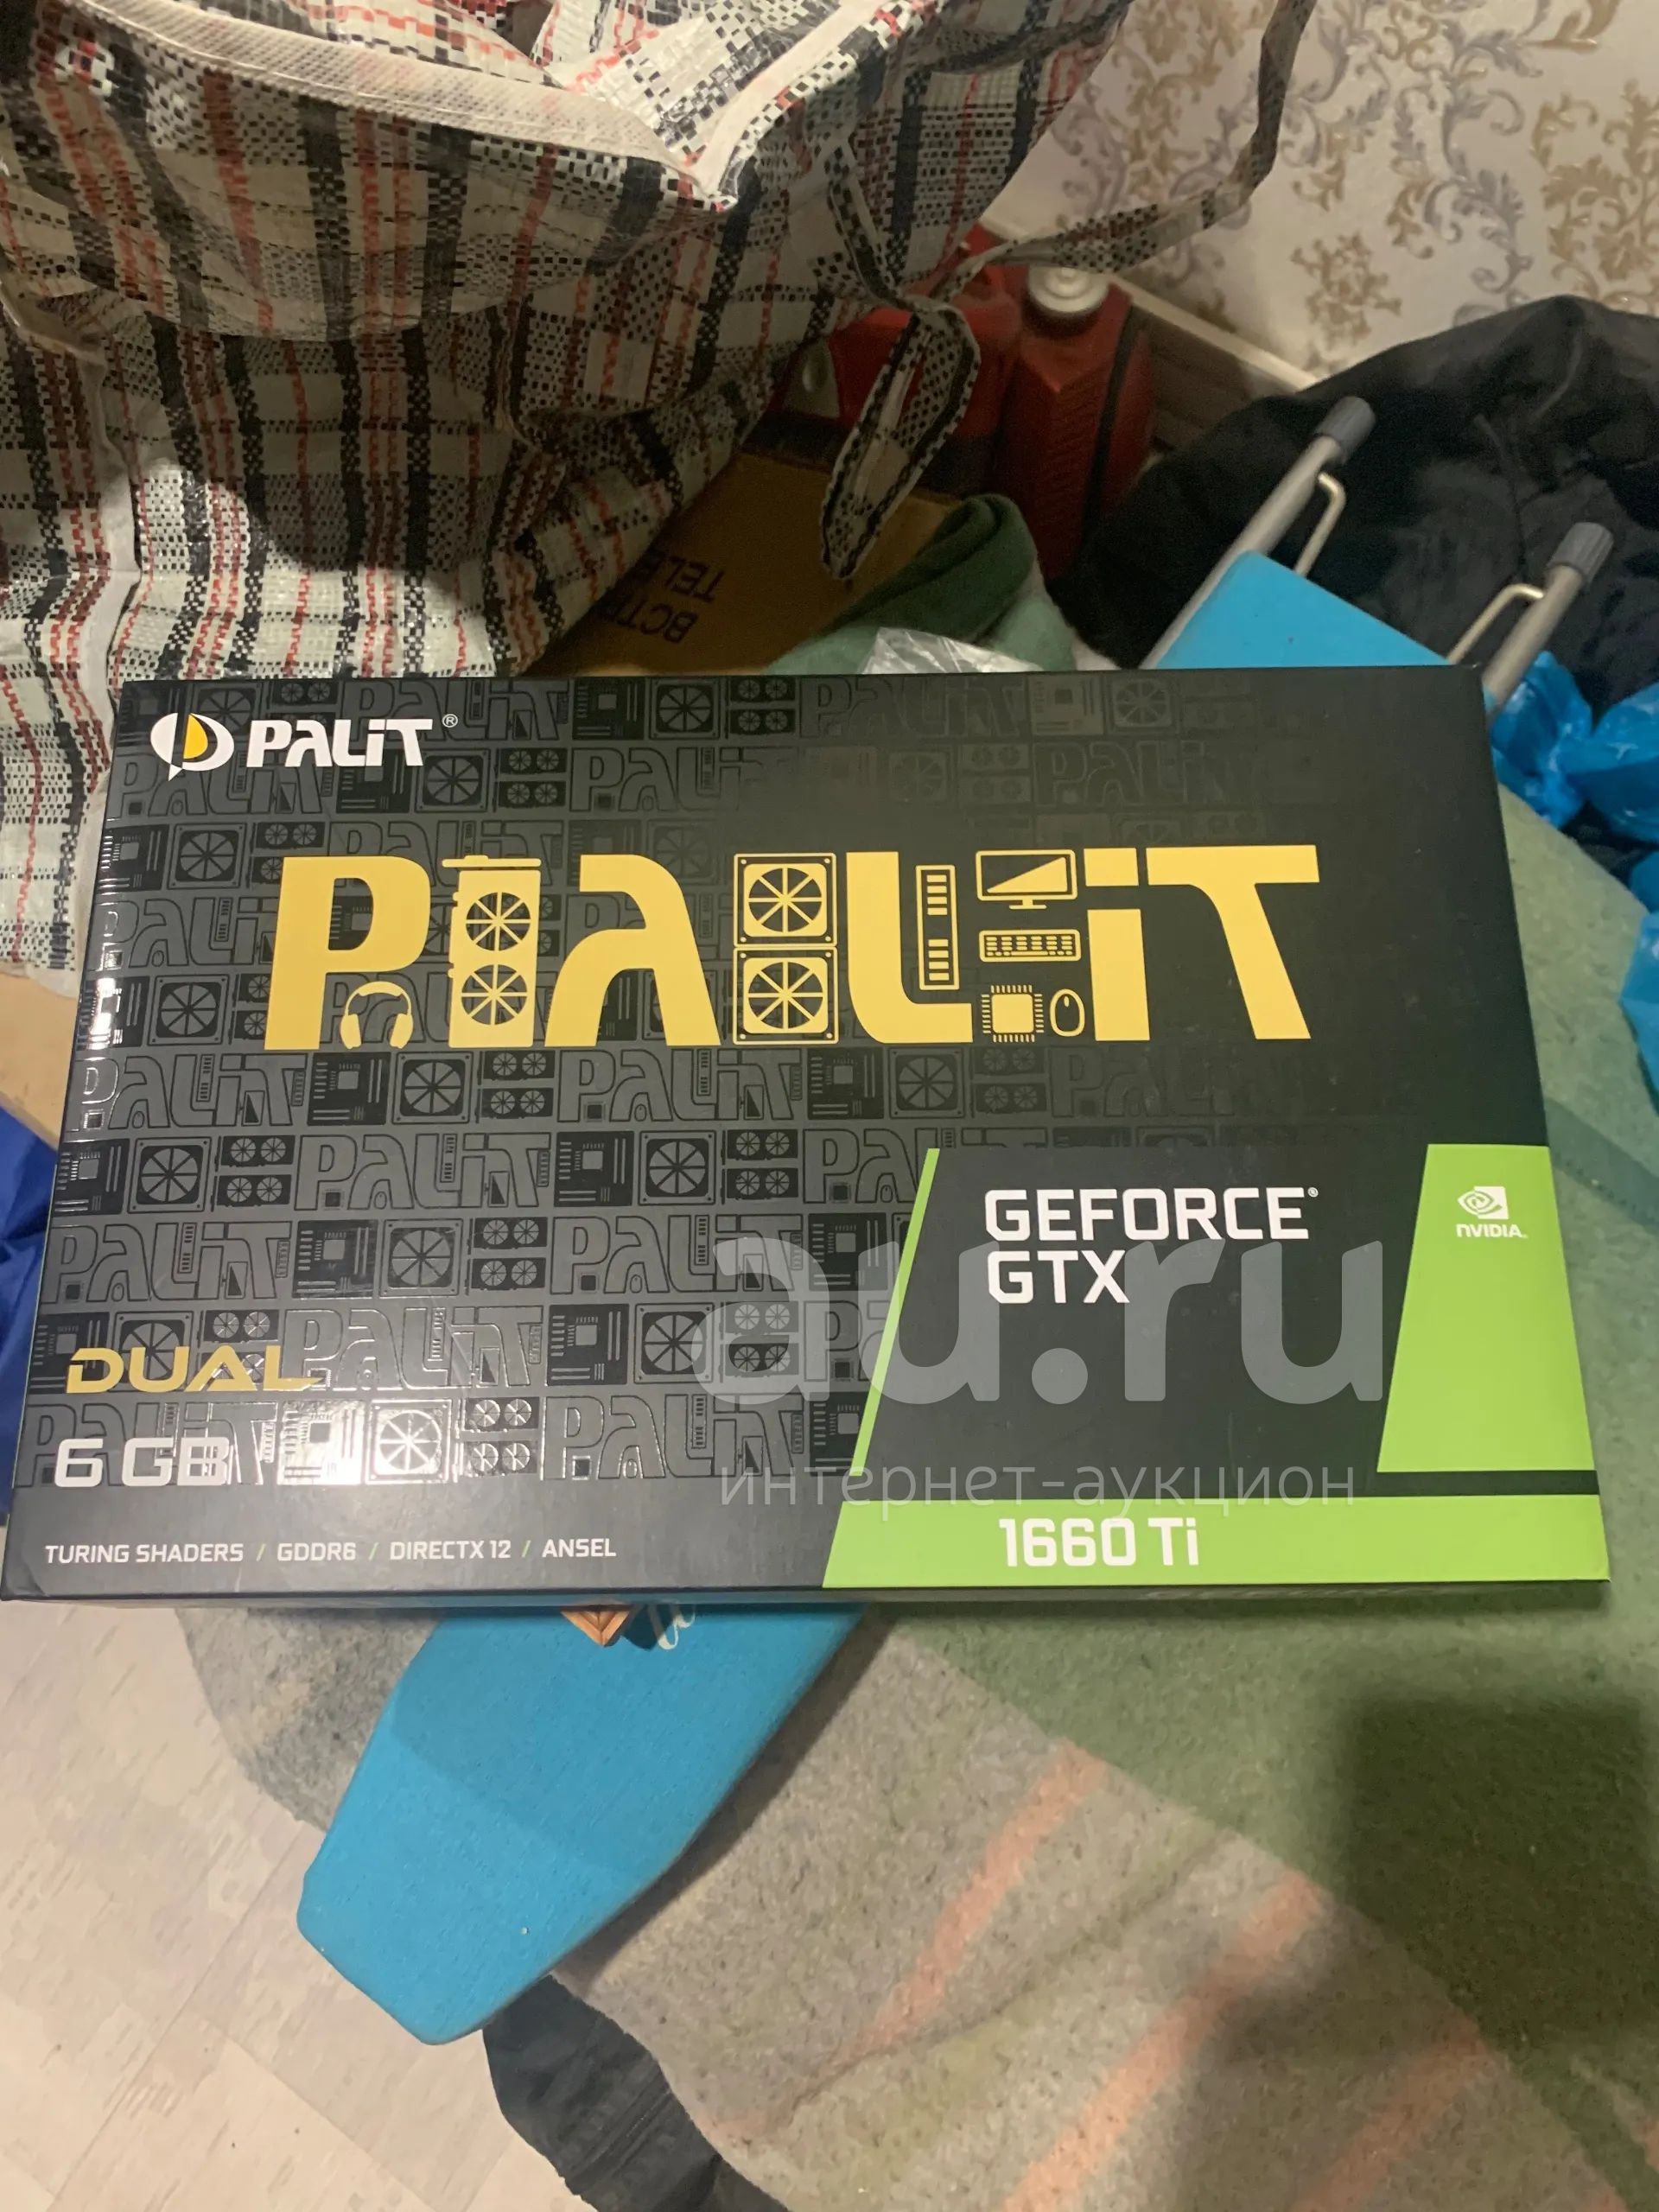 PALIT®
PALIT
GEFORCE®
GTX
NVIDIA.
au.ru
интернет-аукцион
DUAL
6 GB
TURING SHADERS / GDDR6 / DIRECTX 12 / ANSEL
1660 Ti